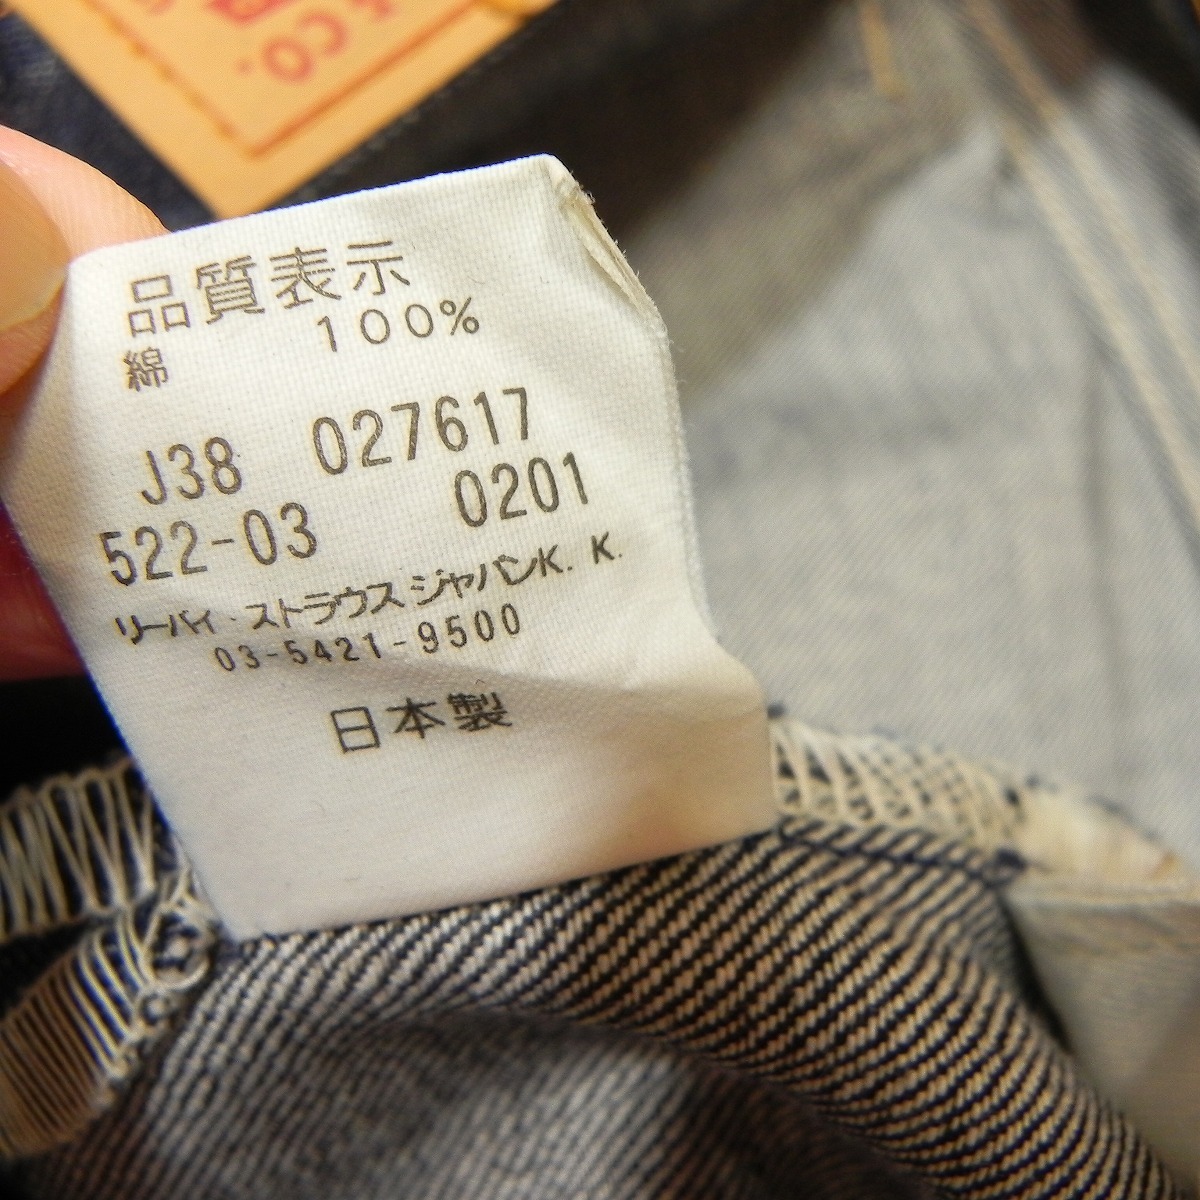 & CO.
品質表示
綿 100%
J38 027617
522-03 0201
リーバイ・ストラウス ジャパンK. K.
03-5421-9500
日本製